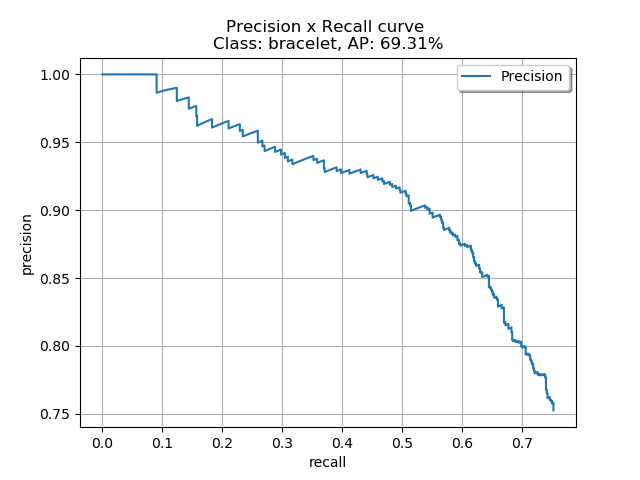 Precision x Recall curve
Class: bracelet, AP: 69.31%
Precision
precision
1.00
0.95
0.90
0.85
0.80
0.75
0.0 0.1 0.2 0.3 0.4 0.5 0.6 0.7
recall